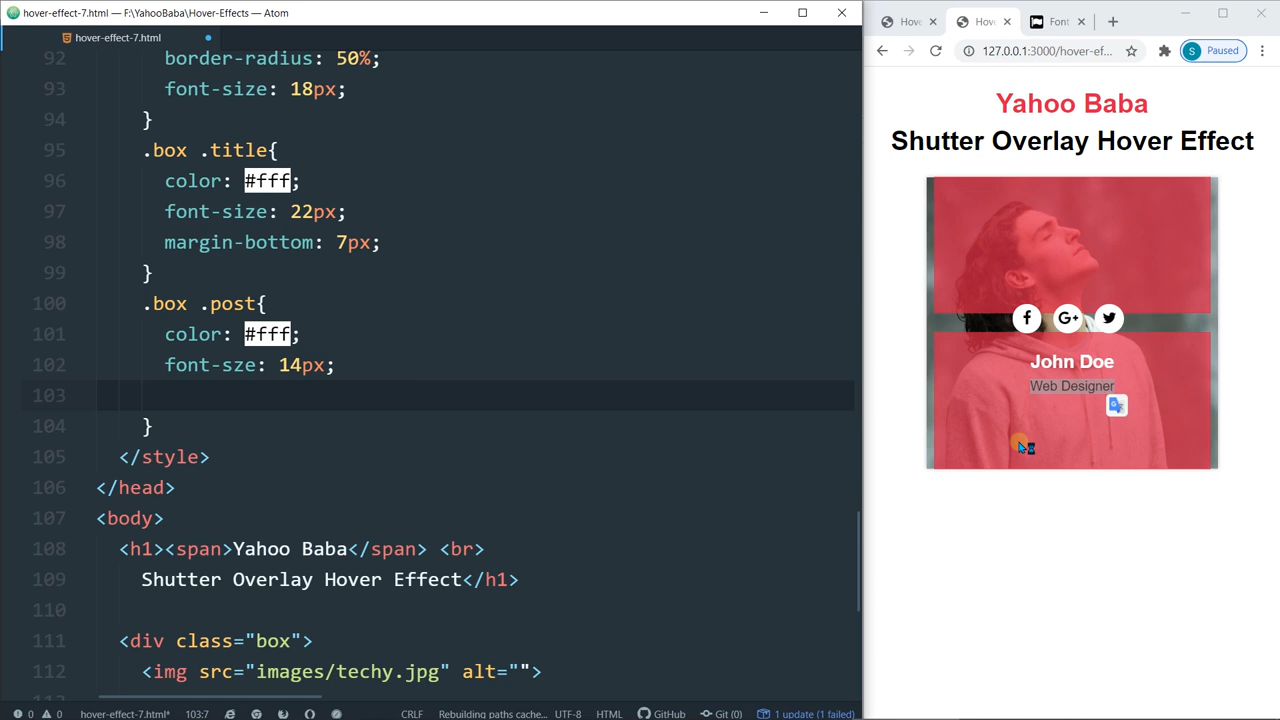 hover-effect-7.html — F:\YahooBaba\Hover-Effects — Atom
hover-effect-7.html
92 border-radius: 50%;
93 font-size: 18px;
94 }
95 .box .title{
96 color: #fff;
97 font-size: 22px;
98 margin-bottom: 7px;
99 }
100 .box .post{
101 color: #fff;
102 font-sze: 14px;
103
104 }
105 </style>
106 </head>
107 <body>
108 <h1><span>Yahoo Baba</span> <br>
109 Shutter Overlay Hover Effect</h1>
110
111 <div class="box">
112 <img src="images/techy.jpg" alt="">
0 0 hover-effect-7.html* 103:7 CRLF Rebuilding paths cache... UTF-8 HTML GitHub Git (0) 1 update (1 failed)
Hove
Hove
Font
127.0.0.1:3000/hover-ef...
S Paused
Yahoo Baba
Shutter Overlay Hover Effect
f G+
John Doe
Web Designer